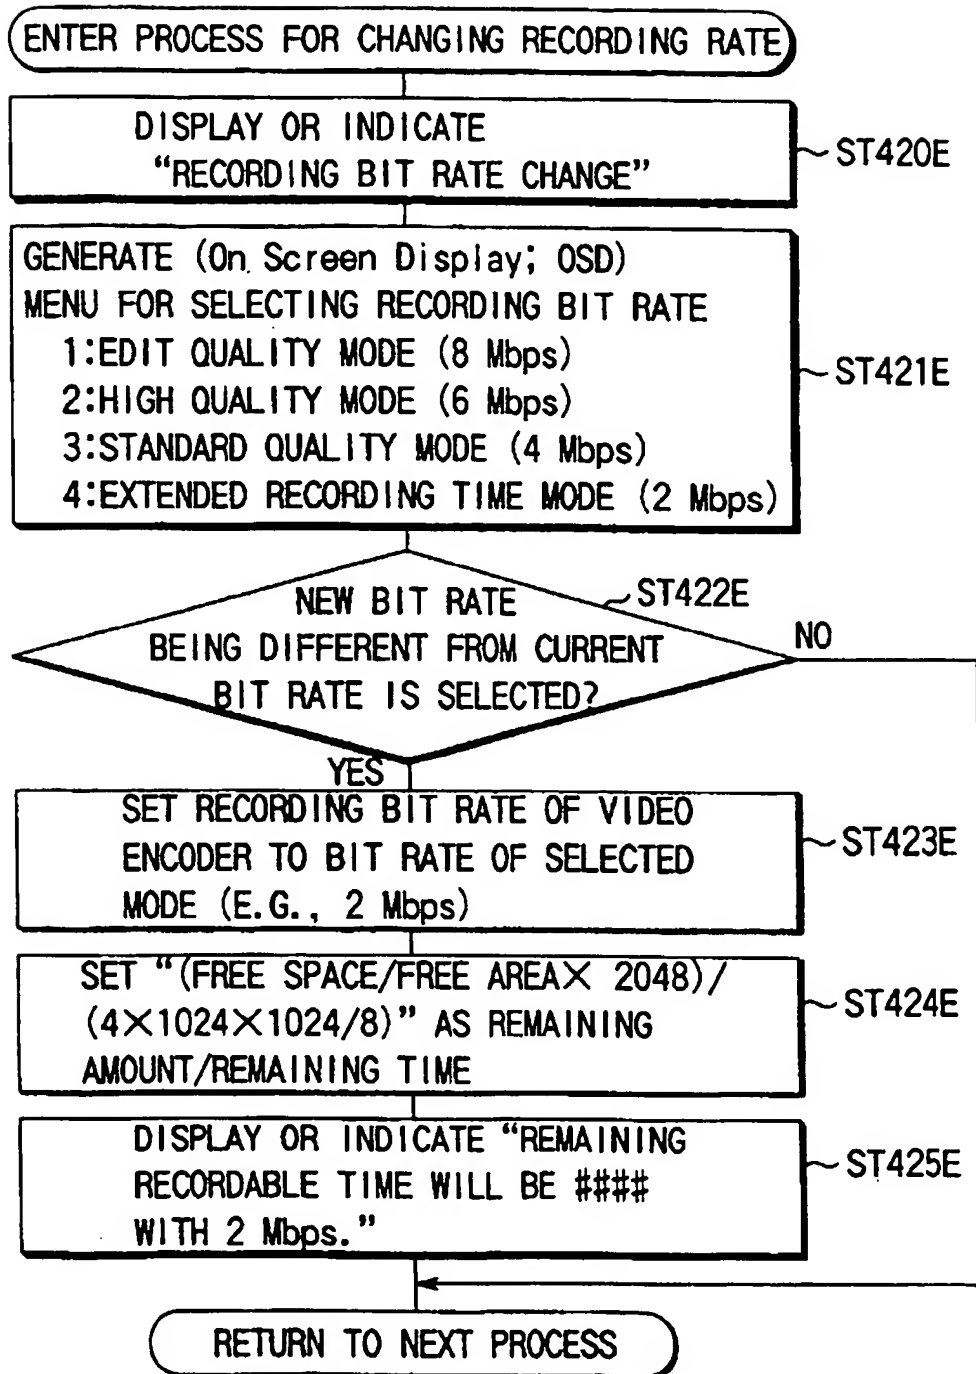 ENTER PROCESS FOR CHANGING RECORDING RATE
DISPLAY OR INDICATE
"RECORDING BIT RATE CHANGE"
ST420E
GENERATE (On Screen Display; OSD)
MENU FOR SELECTING RECORDING BIT RATE
1:EDIT QUALITY MODE (8 Mbps)
2:HIGH QUALITY MODE (6 Mbps)
3:STANDARD QUALITY MODE (4 Mbps)
4:EXTENDED RECORDING TIME MODE (2 Mbps)
ST421E
NEW BIT RATE
BEING DIFFERENT FROM CURRENT
BIT RATE IS SELECTED?
ST422E
NO
YES
SET RECORDING BIT RATE OF VIDEO
ENCODER TO BIT RATE OF SELECTED
MODE (E.G., 2 Mbps)
ST423E
SET "(FREE SPACE/FREE AREA× 2048)/
(4×1024×1024/8)" AS REMAINING
AMOUNT/REMAINING TIME
ST424E
DISPLAY OR INDICATE "REMAINING
RECORDABLE TIME WILL BE ####
WITH 2 Mbps."
ST425E
RETURN TO NEXT PROCESS